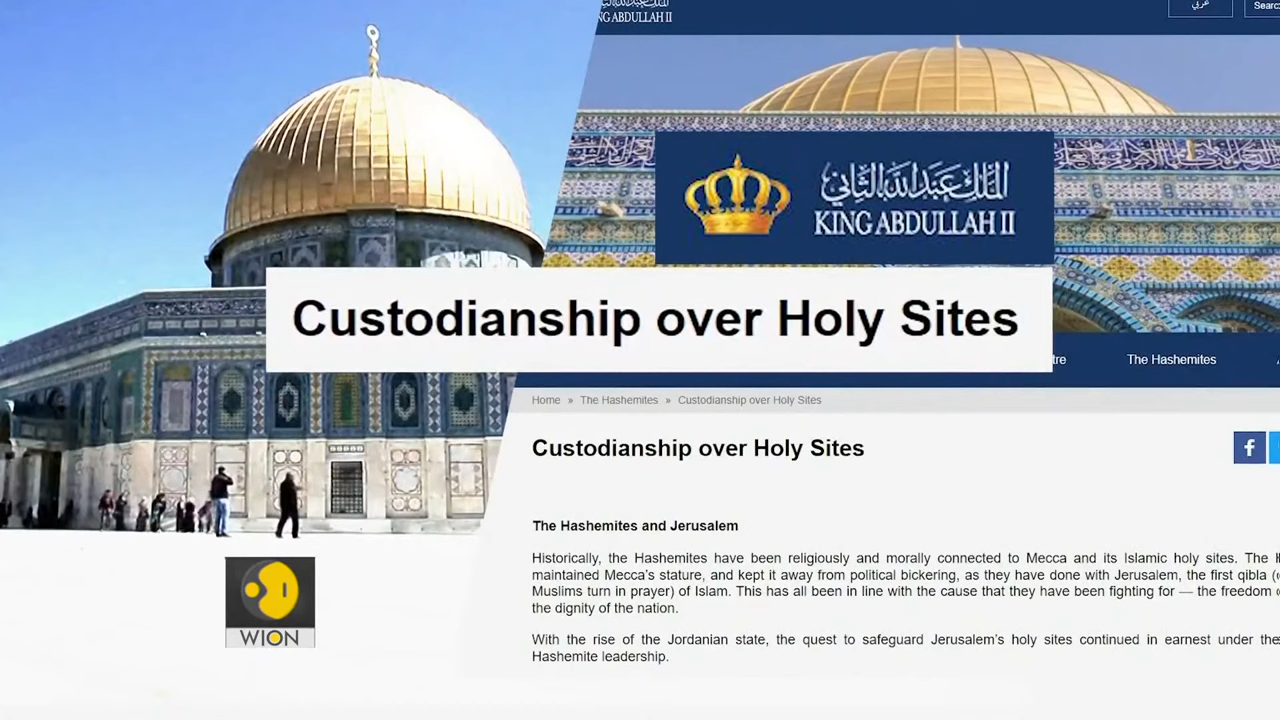 NG ABDULLAH II
عربي
Searc
الملك عبدالله الثاني
KING ABDULLAH II
Custodianship over Holy Sites
tre
The Hashemites
Home » The Hashemites » Custodianship over Holy Sites
Custodianship over Holy Sites
f
The Hashemites and Jerusalem
Historically, the Hashemites have been religiously and morally connected to Mecca and its Islamic holy sites. The
maintained Mecca's stature, and kept it away from political bickering, as they have done with Jerusalem, the first qibla
Muslims turn in prayer) of Islam. This has all been in line with the cause that they have been fighting for — the freedom
the dignity of the nation.
With the rise of the Jordanian state, the quest to safeguard Jerusalem's holy sites continued in earnest under the
Hashemite leadership.
WION